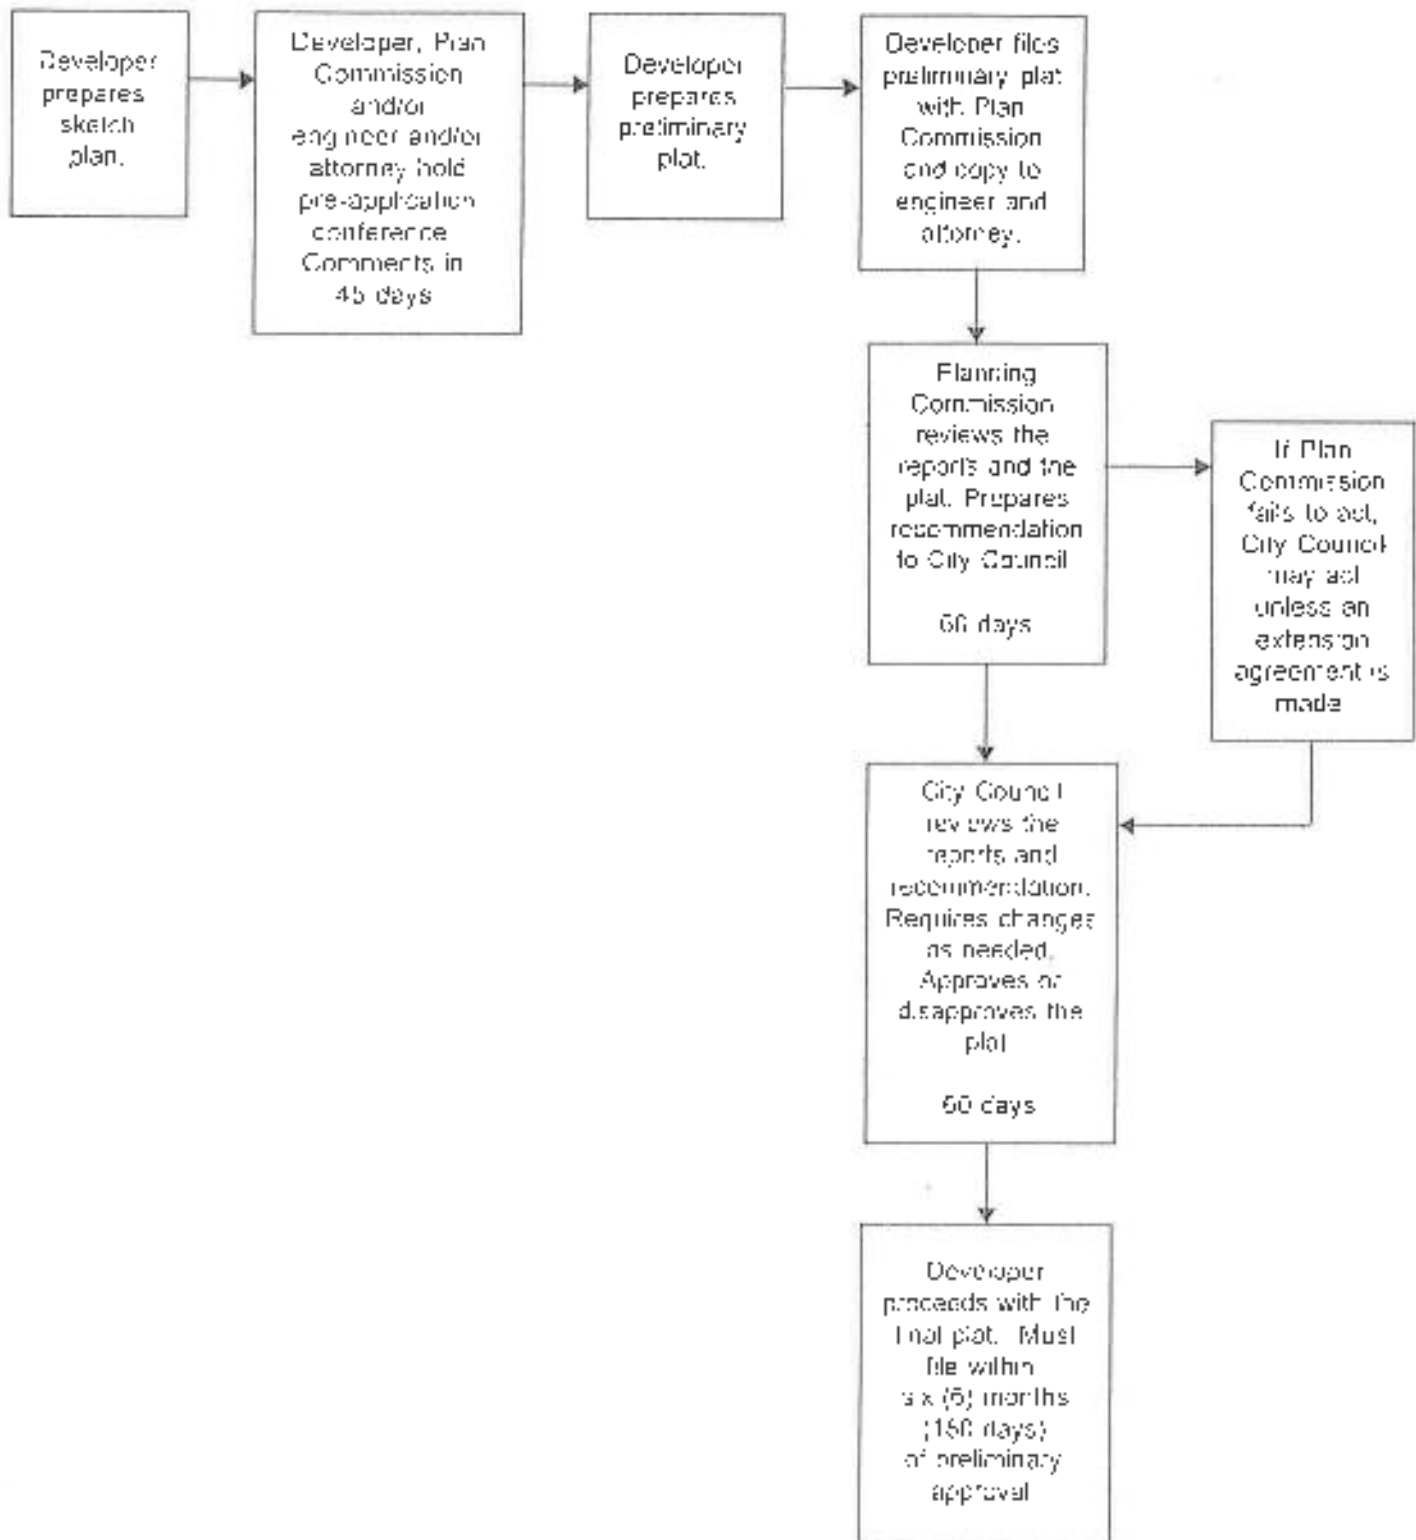 Developer
prepares
sketch
plan.
Developer, Plan
Commission
and/or
engineer and/or
attorney hold
pre-application
conference
Comments in
45 days
Developer
prepares
preliminary
plat.
Developer files
preliminary plat
with Plan
Commission
and copy to
engineer and
attorney.
Planning
Commission
reviews the
reports and the
plat. Prepares
recommendation
to City Council
days
If Plan
Commission
fails to act,
City Council
may act
unless an
extension
agreement is
made
City Council
reviews the
reports and
recommendation.
Requires changes
as needed.
Approves or
disapproves the
plat
60 days
Developer
proceeds with the
final plat. Must
file within
six (6) months
days)
of preliminary
approval